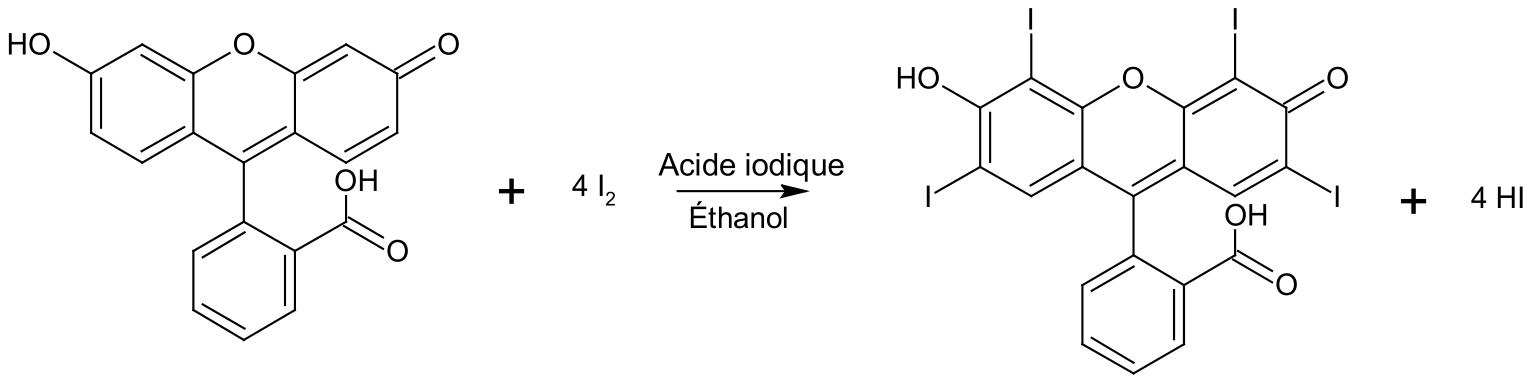 HO O O
OH
O
+ 4 I₂
Acide iodique
Éthanol
I I
HO O O
I I
OH
O
+ 4 HI